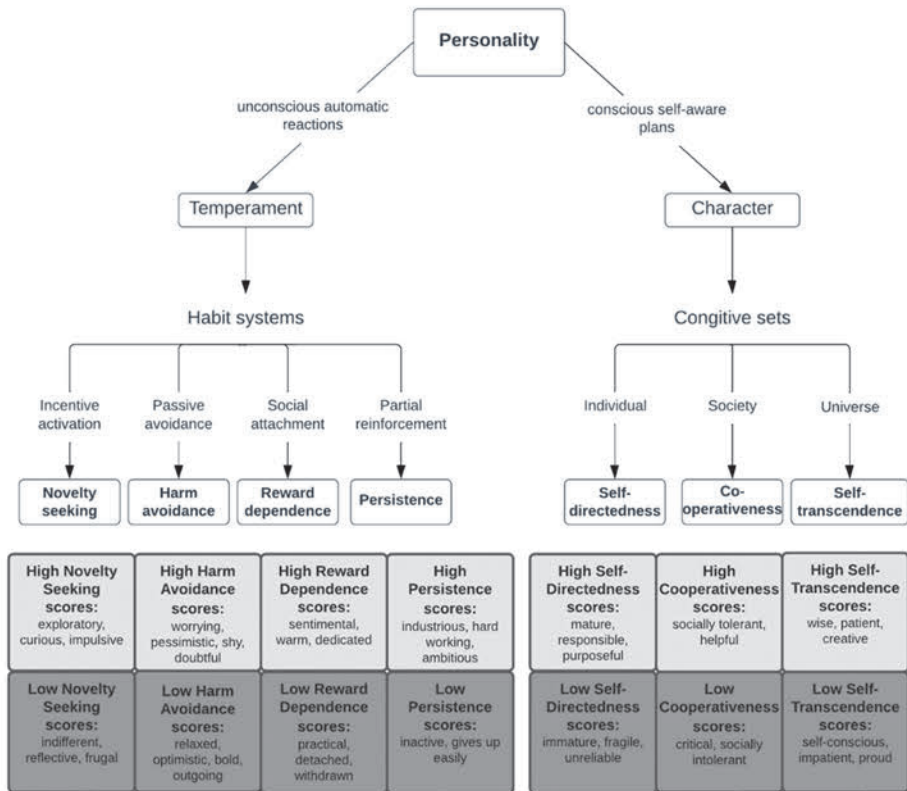 Personality
unconscious automatic
reactions
conscious self-aware
plans
Temperament
Character
Habit systems
Congitive sets
Incentive
activation
Passive
avoidance
Social
attachment
Partial
reinforcement
Individual
Society
Universe
Novelty
seeking
Harm
avoidance
Reward
dependence
Persistence
Self-
directedness
Co-
operativeness
Self-
transcendence
High Novelty
Seeking
scores:
exploratory,
curious, impulsive
High Harm
Avoidance
scores:
worrying,
pessimistic, shy,
doubtful
High Reward
Dependence
scores:
sentimental,
warm, dedicated
High
Persistence
scores:
industrious, hard
working,
ambitious
High Self-
Directedness
scores:
mature,
responsible,
purposeful
High
Cooperativeness
scores:
socially tolerant,
helpful
High Self-
Transcendence
scores:
wise, patient,
creative
Low Novelty
Seeking
scores:
indifferent,
reflective, frugal
Low Harm
Avoidance
scores:
relaxed,
optimistic, bold,
outgoing
Low Reward
Dependence
scores:
practical,
detached,
withdrawn
Low
Persistence
scores:
inactive, gives up
easily
Low Self-
Directedness
scores:
immature, fragile,
unreliable
Low
Cooperativeness
scores:
critical, socially
intolerant
Low Self-
Transcendence
scores:
self-conscious,
impatient, proud